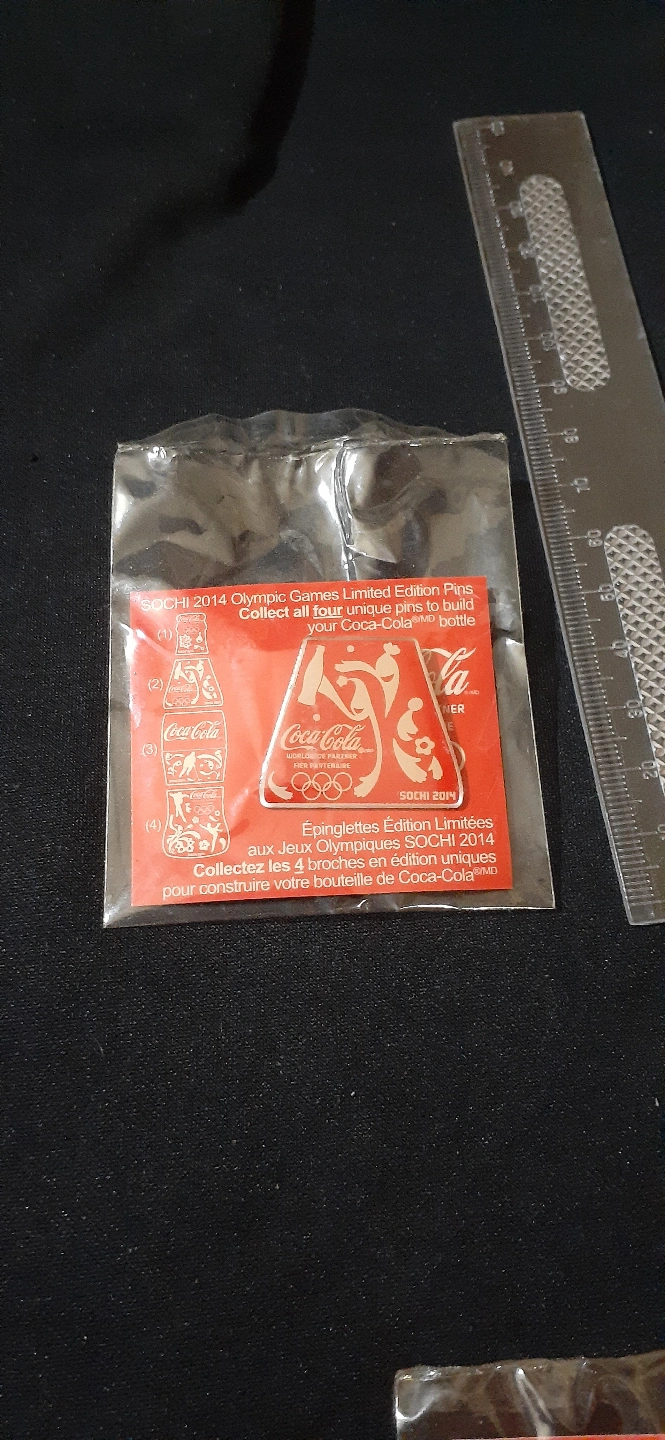 SOCHI 2014 Olympic Games Limited Edition Pins
Collect all four unique pins to build
your Coca-Cola®/MD bottle
(1)
(2)
(3)
Coca-Cola
(4)
Coca-Cola
WORLDWIDE PARTNER
FIER PARTENAIRE
SOCHI 2014
Épinglettes Édition Limitées
aux Jeux Olympiques SOCHI 2014
Collectez les 4 broches en édition uniques
pour construire votre bouteille de Coca-Cola®/MD